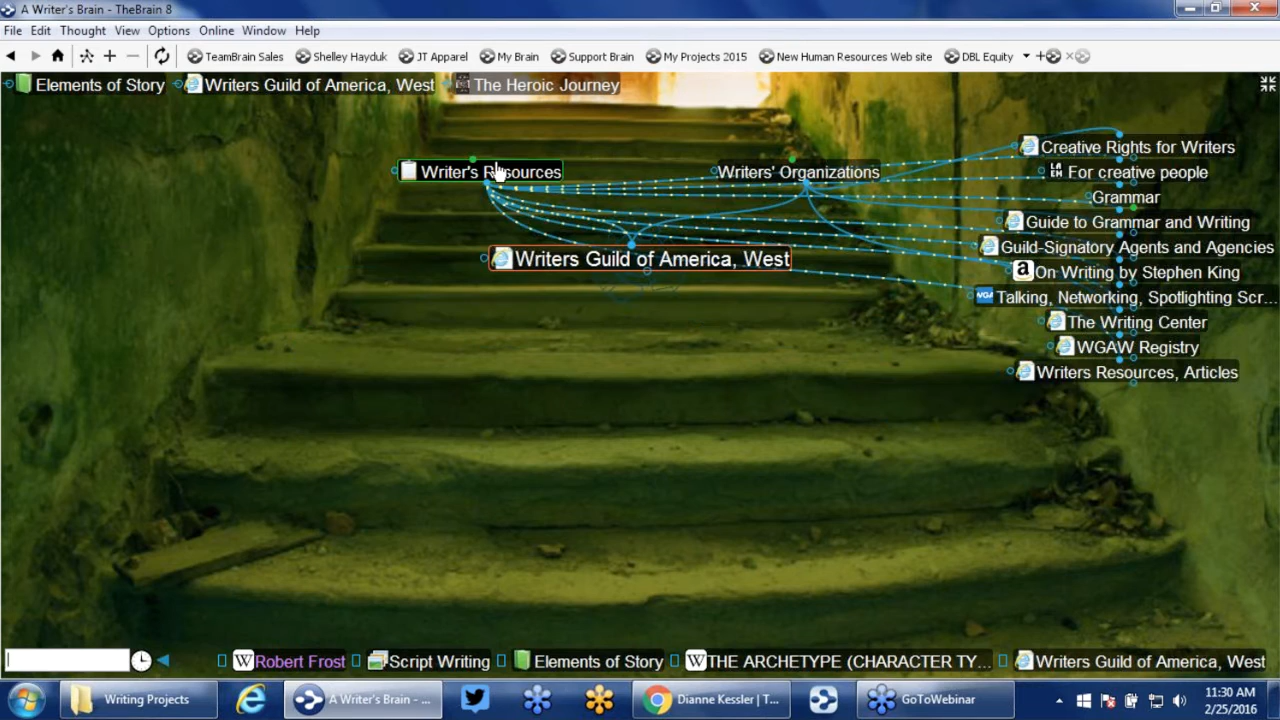 A Writer's Brain - TheBrain 8
File Edit Thought View Options Online Window Help
TeamBrain Sales Shelley Hayduk JT Apparel My Brain Support Brain My Projects 2015 New Human Resources Web site DBL Equity
Elements of Story Writers Guild of America, West The Heroic Journey
Writer's Resources Writers' Organizations
Writers Guild of America, West
Creative Rights for Writers
For creative people
Grammar
Guide to Grammar and Writing
Guild-Signatory Agents and Agencies
On Writing by Stephen King
Talking, Networking, Spotlighting Scr...
The Writing Center
WGAW Registry
Writers Resources, Articles
Robert Frost Script Writing Elements of Story THE ARCHETYPE (CHARACTER TY... Writers Guild of America, West
Writing Projects A Writer's Brain - ... Dianne Kessler | T... GoToWebinar
11:30 AM
2/25/2016